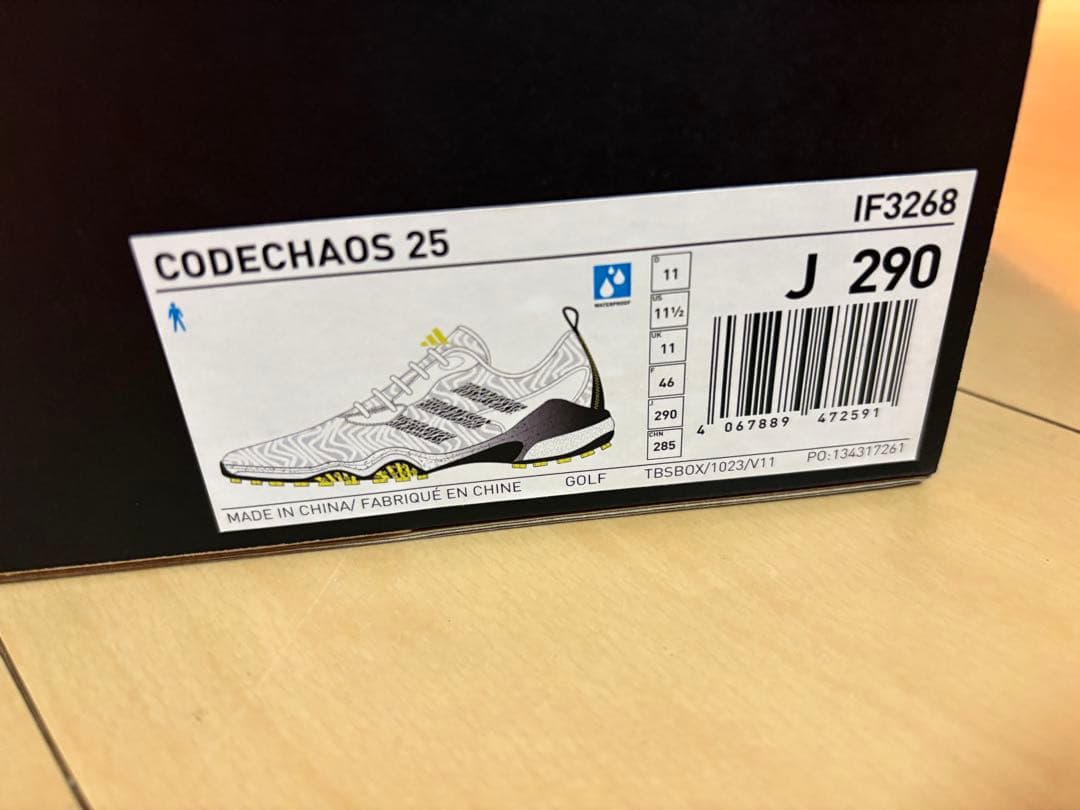 CODECHAOS 25
IF3268
WATERPROOF
D 11
US 11½
UK 11
F 46
J 290
CHN 285
J 290
4 067889 472591
MADE IN CHINA/ FABRIQUÉ EN CHINE
GOLF
TBSBOX/1023/V11
PO:134317261